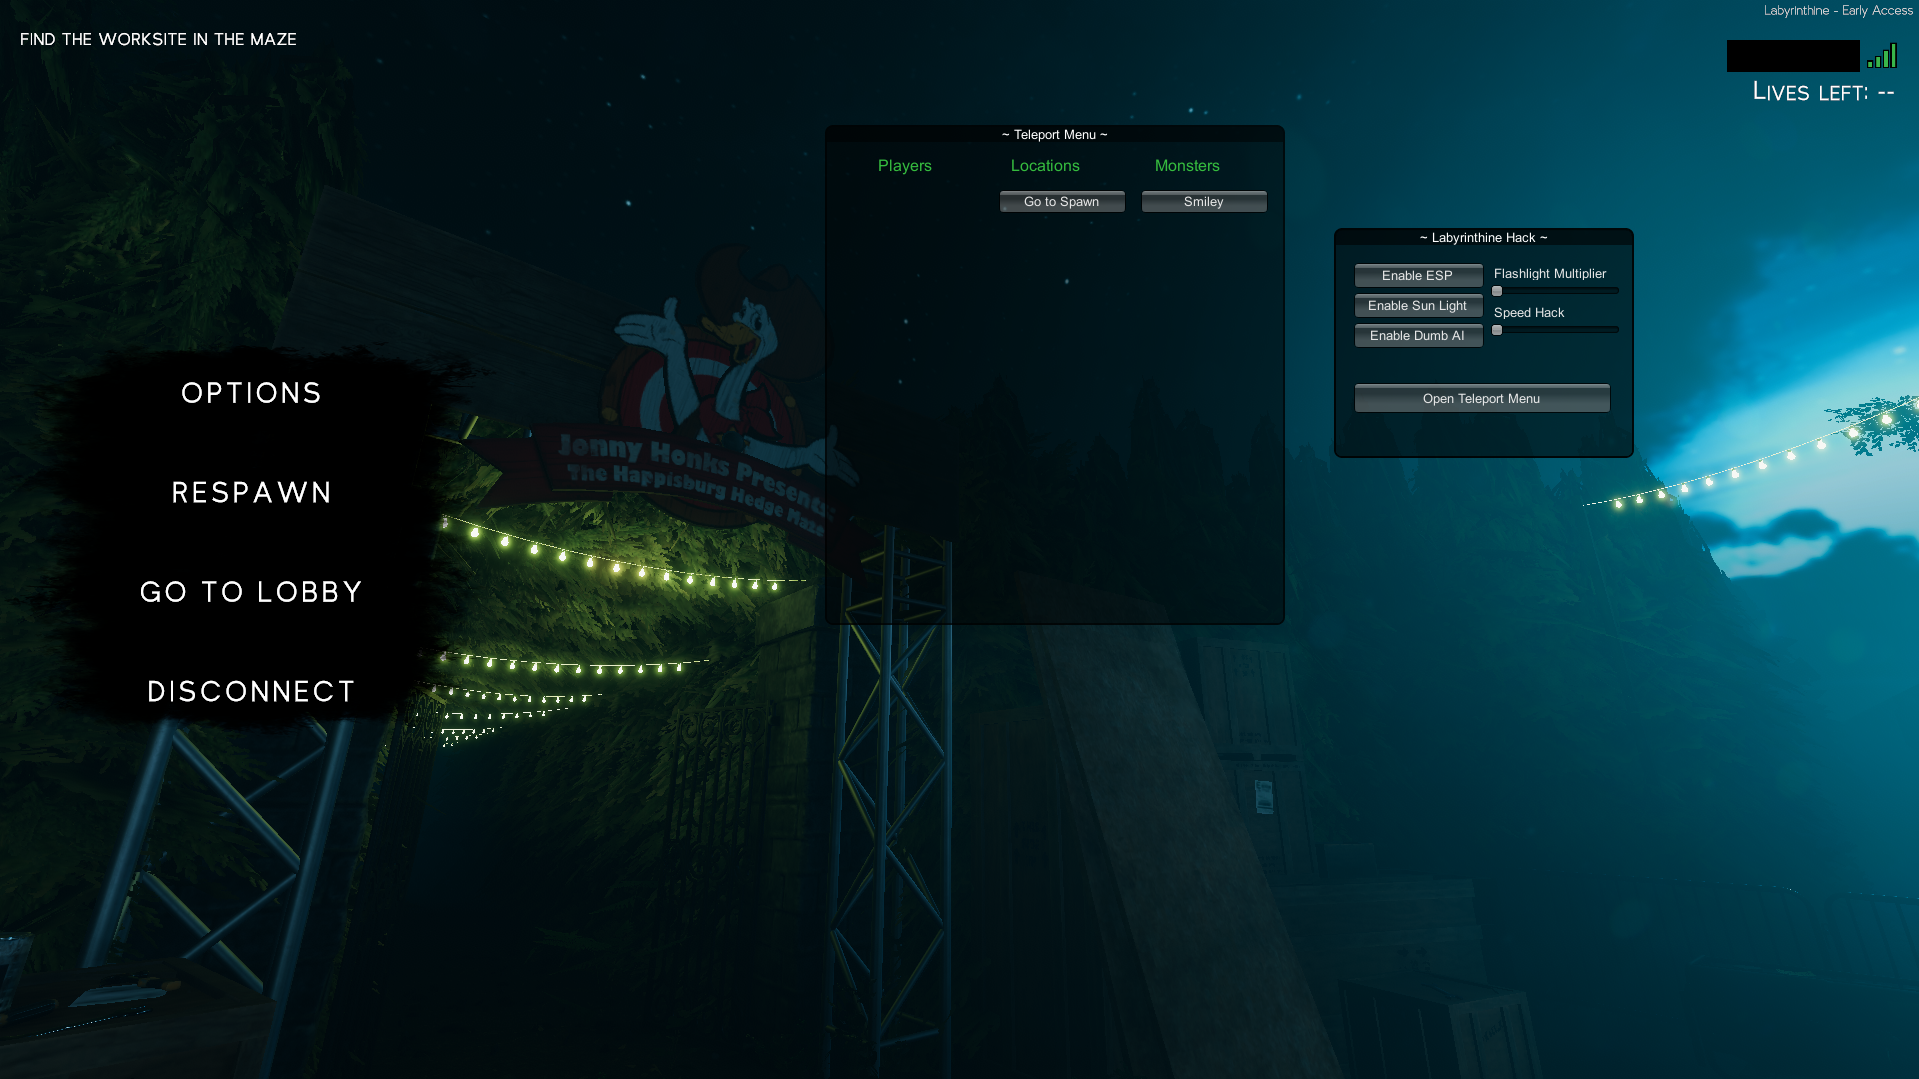 Labyrinthine - Early Access
FIND THE WORKSITE IN THE MAZE
LIVES LEFT: --
~ Teleport Menu ~
Players Locations Monsters
Go to Spawn Smiley
~ Labyrinthine Hack ~
Enable ESP Flashlight Multiplier
Enable Sun Light Speed Hack
Enable Dumb AI
Open Teleport Menu
OPTIONS
RESPAWN
GO TO LOBBY
DISCONNECT
Jonny Honks Presents:
The Happisburg Hedge Maze